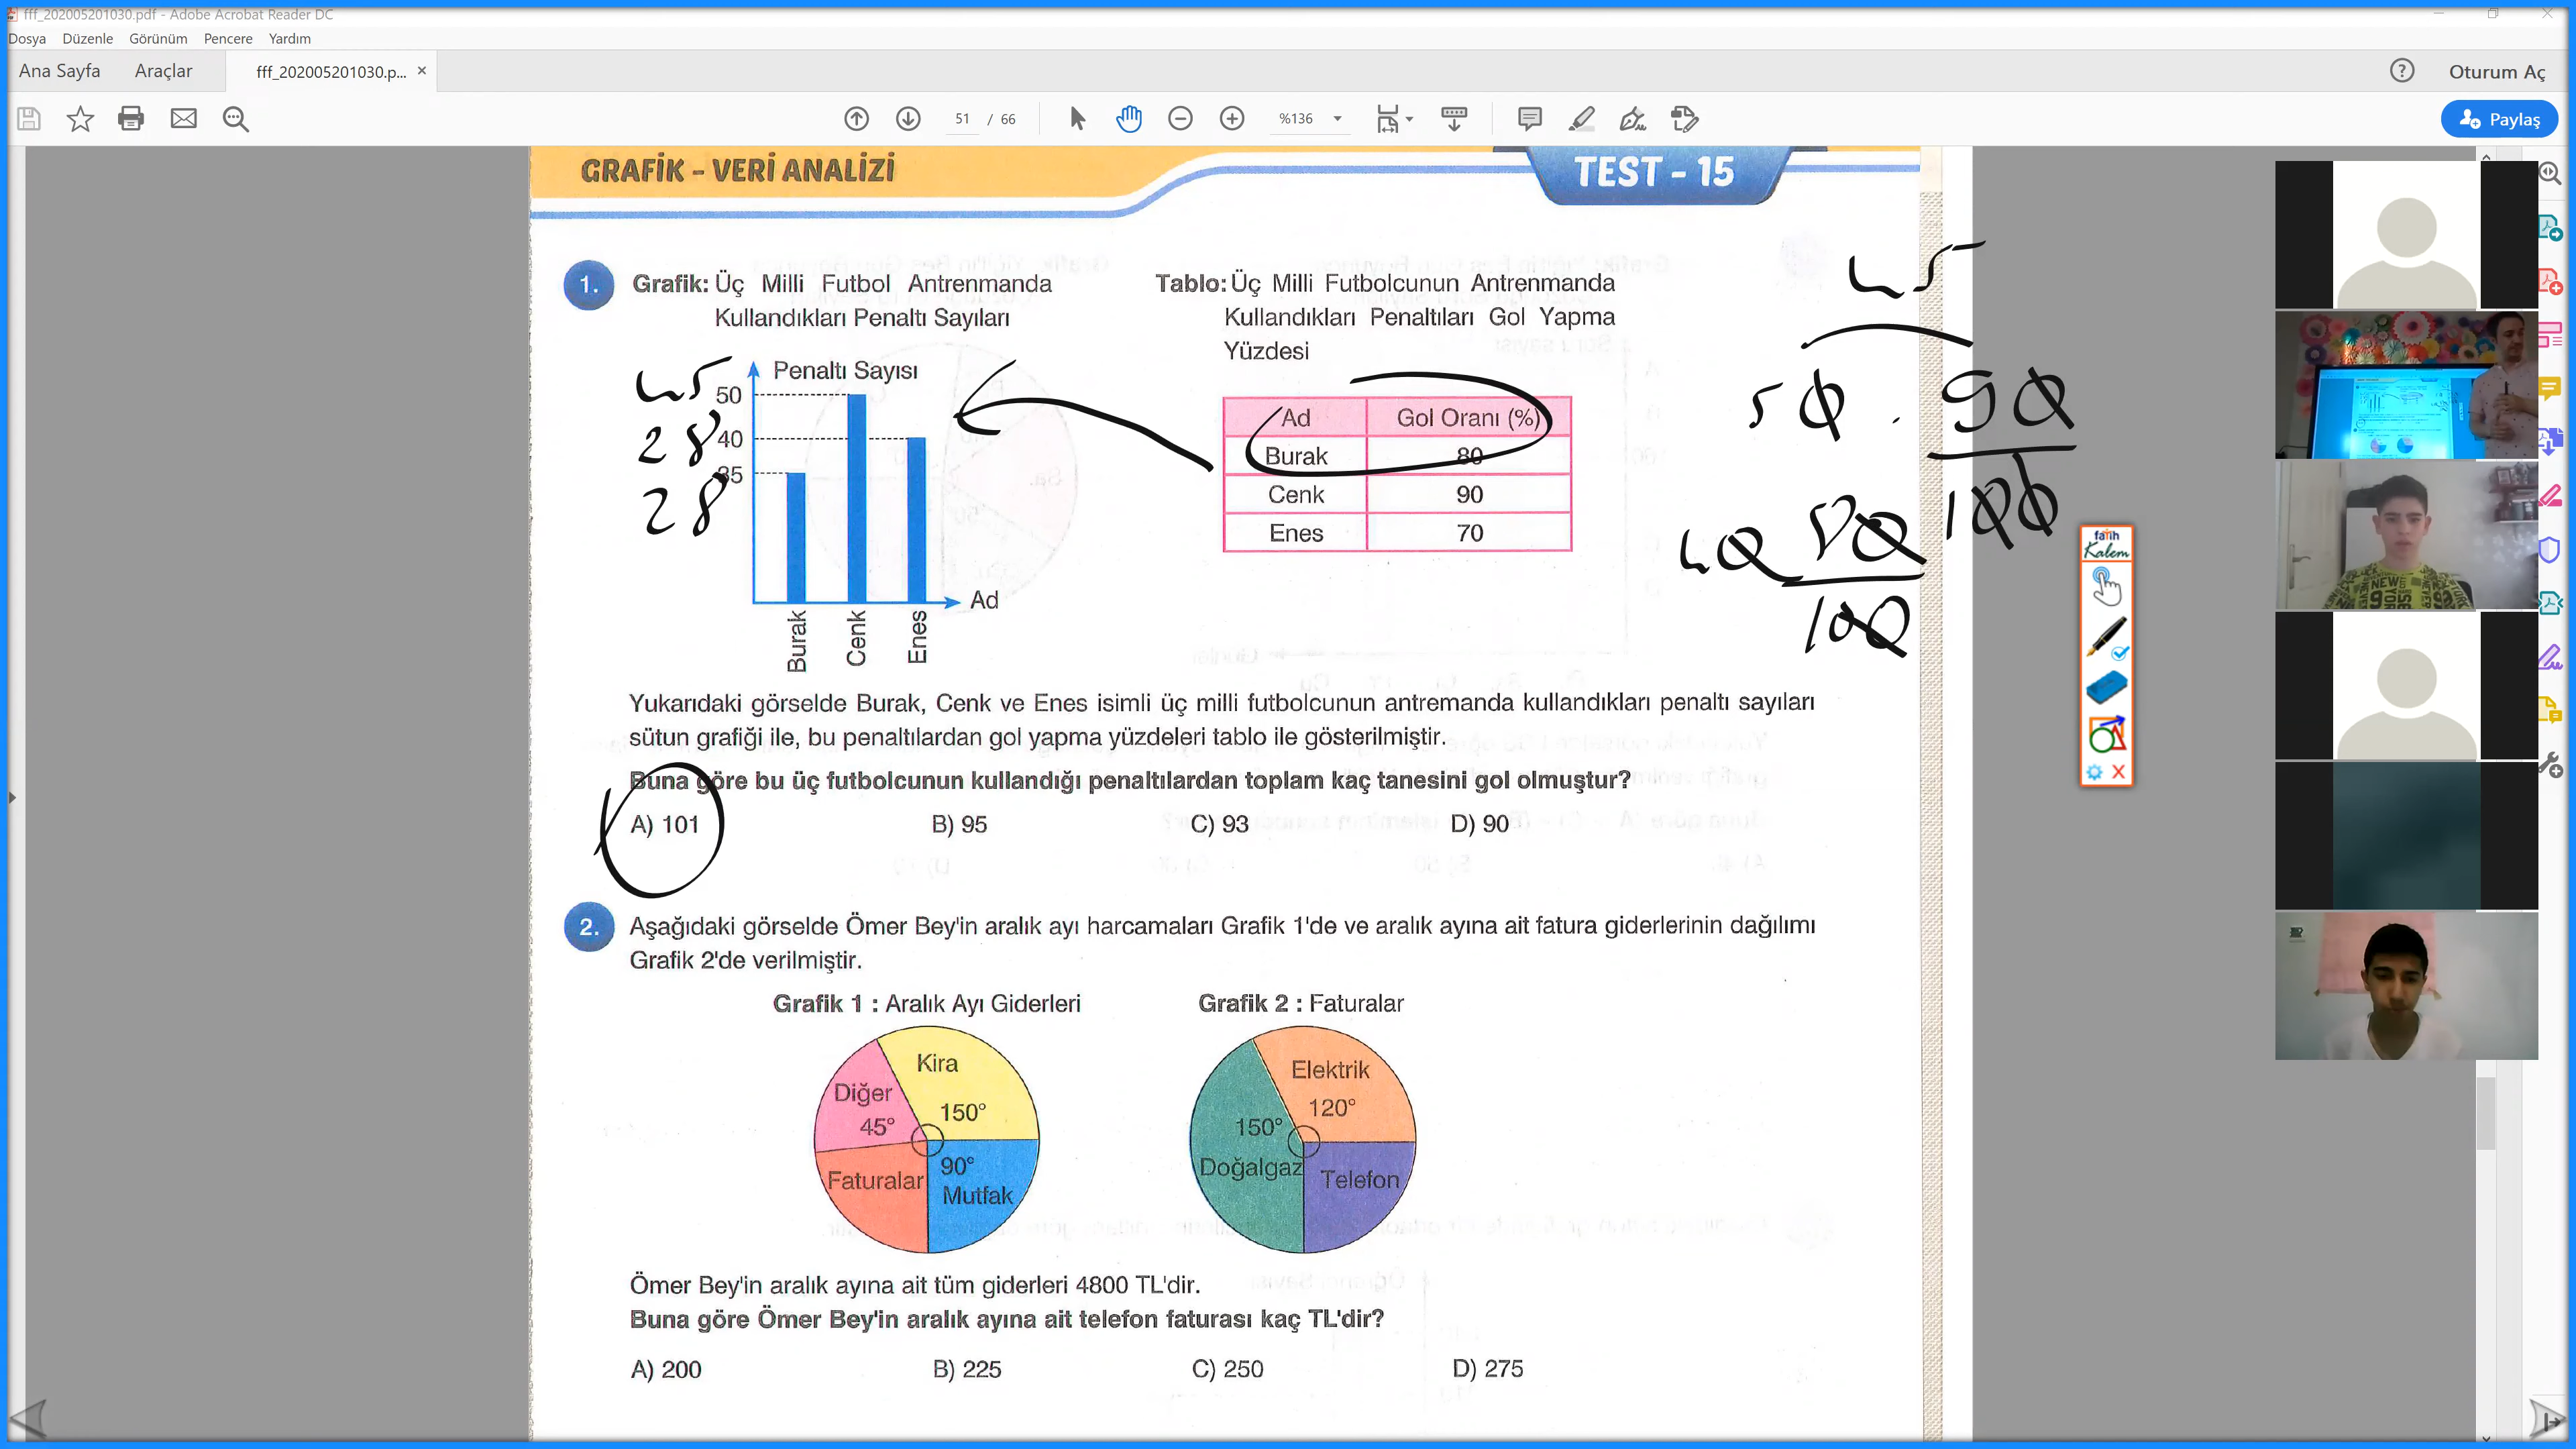 fff_202005201030.pdf - Adobe Acrobat Reader DC
Dosya Düzenle Görünüm Pencere Yardım
Ana Sayfa Araçlar fff_202005201030.p... Oturum Aç
51 / 66 %136 Paylaş
GRAFİK - VERİ ANALİZİ TEST - 15
1. Grafik: Üç Milli Futbol Antrenmanda
Kullandıkları Penaltı Sayıları
Penaltı Sayısı
50
40
35
45
28
28
Ad
Burak
Cenk
Enes
Tablo: Üç Milli Futbolcunun Antrenmanda
Kullandıkları Penaltıları Gol Yapma
Yüzdesi
Ad Gol Oranı (%)
Burak 80
Cenk 90
Enes 70
45
50 . 90
100
40 80
100
fatih
Kalem
Yukarıdaki görselde Burak, Cenk ve Enes isimli üç milli futbolcunun antremanda kullandıkları penaltı sayıları
sütun grafiği ile, bu penaltılardan gol yapma yüzdeleri tablo ile gösterilmiştir.
Buna göre bu üç futbolcunun kullandığı penaltılardan toplam kaç tanesini gol olmuştur?
A) 101 B) 95 C) 93 D) 90
2. Aşağıdaki görselde Ömer Bey'in aralık ayı harcamaları Grafik 1'de ve aralık ayına ait fatura giderlerinin dağılımı
Grafik 2'de verilmiştir.
Grafik 1 : Aralık Ayı Giderleri
Kira
150°
Diğer
45°
90°
Mutfak
Faturalar
Grafik 2 : Faturalar
Elektrik
120°
150°
Doğalgaz
Telefon
Ömer Bey'in aralık ayına ait tüm giderleri 4800 TL'dir.
Buna göre Ömer Bey'in aralık ayına ait telefon faturası kaç TL'dir?
A) 200 B) 225 C) 250 D) 275